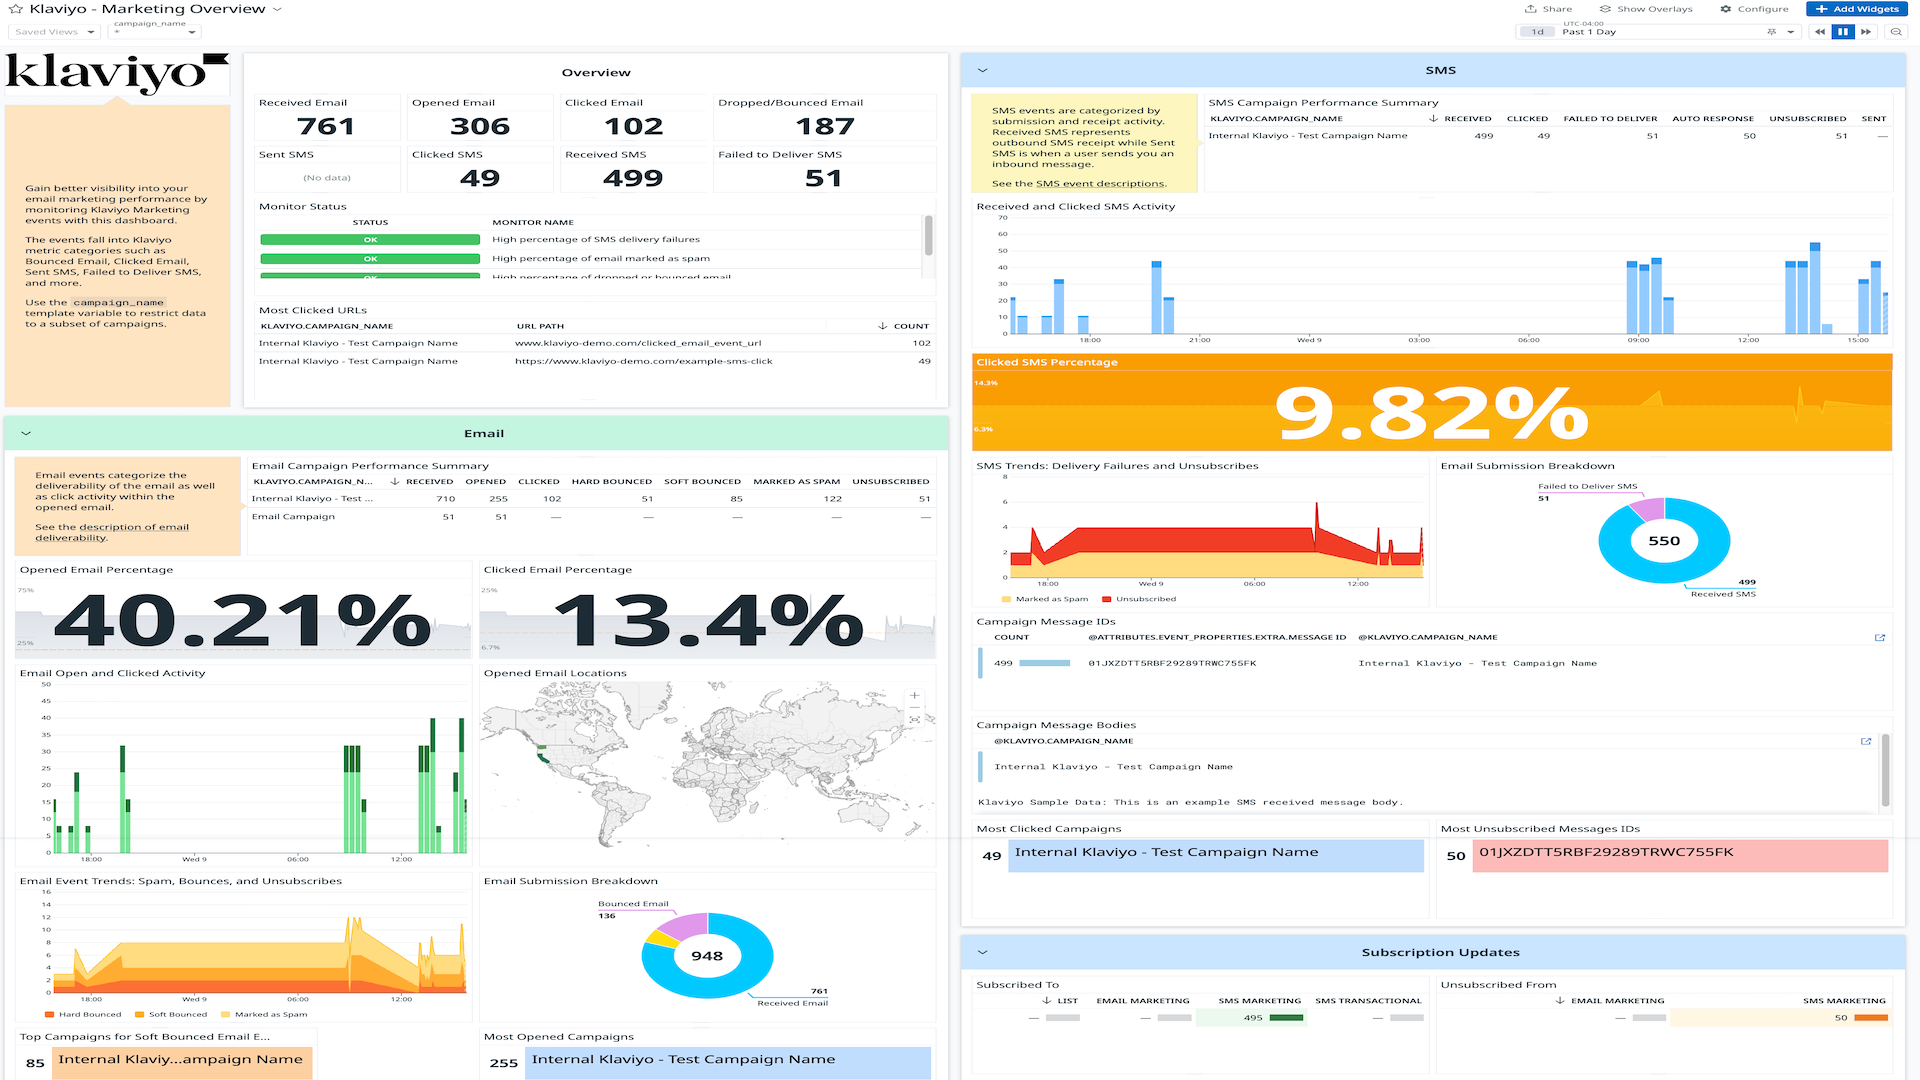 Klaviyo - Marketing Overview
Share
Show Overlays
Configure
Add Widgets
Saved Views
campaign_name
*
UTC-04:00
1d
Past 1 Day
klaviyo
Gain better visibility into your
email marketing performance by
monitoring Klaviyo Marketing
events with this dashboard.
The events fall into Klaviyo
metric categories such as
Bounced Email, Clicked Email,
Sent SMS, Failed to Deliver SMS,
and more.
Use the campaign_name
template variable to restrict data
to a subset of campaigns.
Overview
Received Email
761
Opened Email
306
Clicked Email
102
Dropped/Bounced Email
187
Sent SMS
(No data)
Clicked SMS
49
Received SMS
499
Failed to Deliver SMS
51
Monitor Status
STATUS MONITOR NAME
OK High percentage of SMS delivery failures
OK High percentage of email marked as spam
OK High percentage of dropped or bounced email
Most Clicked URLs
KLAVIYO.CAMPAIGN_NAME URL PATH COUNT
Internal Klaviyo - Test Campaign Name www.klaviyo-demo.com/clicked_email_event_url 102
Internal Klaviyo - Test Campaign Name https://www.klaviyo-demo.com/example-sms-click 49
Email
Email events categorize the
deliverability of the email as well
as click activity within the
opened email.
See the description of email
deliverability.
Email Campaign Performance Summary
KLAVIYO.CAMPAIGN_N... RECEIVED OPENED CLICKED HARD BOUNCED SOFT BOUNCED MARKED AS SPAM UNSUBSCRIBED
Internal Klaviyo - Test ... 710 255 102 51 85 122 51
Email Campaign 51 51 — — — — —
Opened Email Percentage
75%
40.21%
25%
Clicked Email Percentage
25%
13.4%
6.7%
Email Open and Clicked Activity
50
45
40
35
30
25
20
15
10
5
0
18:00 Wed 9 06:00 12:00
Opened Email Locations
Email Event Trends: Spam, Bounces, and Unsubscribes
16
14
12
10
8
6
4
2
0
18:00 Wed 9 06:00 12:00
Hard Bounced Soft Bounced Marked as Spam
Email Submission Breakdown
Bounced Email
136
948
761
Received Email
Top Campaigns for Soft Bounced Email E...
85 Internal Klaviy...ampaign Name
Most Opened Campaigns
255 Internal Klaviyo - Test Campaign Name
SMS
SMS events are categorized by
submission and receipt activity.
Received SMS represents
outbound SMS receipt while Sent
SMS is when a user sends you an
inbound message.
See the SMS event descriptions.
SMS Campaign Performance Summary
KLAVIYO.CAMPAIGN_NAME RECEIVED CLICKED FAILED TO DELIVER AUTO RESPONSE UNSUBSCRIBED SENT
Internal Klaviyo - Test Campaign Name 499 49 51 50 51 —
Received and Clicked SMS Activity
70
60
50
40
30
20
10
0
18:00 21:00 Wed 9 03:00 06:00 09:00 12:00 15:00
Clicked SMS Percentage
14.3%
9.82%
6.3%
SMS Trends: Delivery Failures and Unsubscribes
8
6
4
2
0
18:00 Wed 9 06:00 12:00
Marked as Spam Unsubscribed
Email Submission Breakdown
Failed to Deliver SMS
51
550
499
Received SMS
Campaign Message IDs
COUNT @ATTRIBUTES.EVENT_PROPERTIES.EXTRA.MESSAGE ID @KLAVIYO.CAMPAIGN_NAME
499 01JXZDTT5RBF29289TRWC755FK Internal Klaviyo - Test Campaign Name
Campaign Message Bodies
@KLAVIYO.CAMPAIGN_NAME
Internal Klaviyo - Test Campaign Name
Klaviyo Sample Data: This is an example SMS received message body.
Most Clicked Campaigns
49 Internal Klaviyo - Test Campaign Name
Most Unsubscribed Messages IDs
50 01JXZDTT5RBF29289TRWC755FK
Subscription Updates
Subscribed To
LIST EMAIL MARKETING SMS MARKETING SMS TRANSACTIONAL
— — 495 —
Unsubscribed From
EMAIL MARKETING SMS MARKETING
— 50